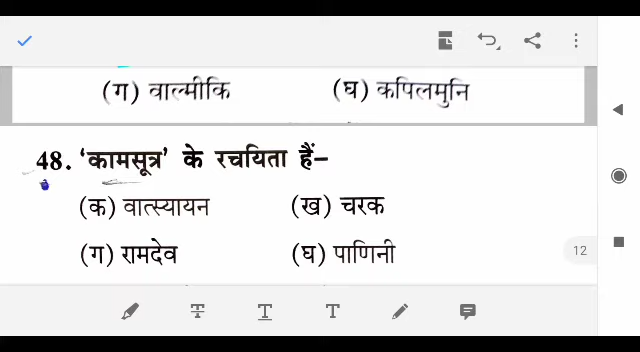 (ग) वाल्मीकि (घ) कपिलमुनि
48. ‘कामसूत्र’ के रचयिता हैं–
(क) वात्स्यायन (ख) चरक
(ग) रामदेव (घ) पाणिनी
12